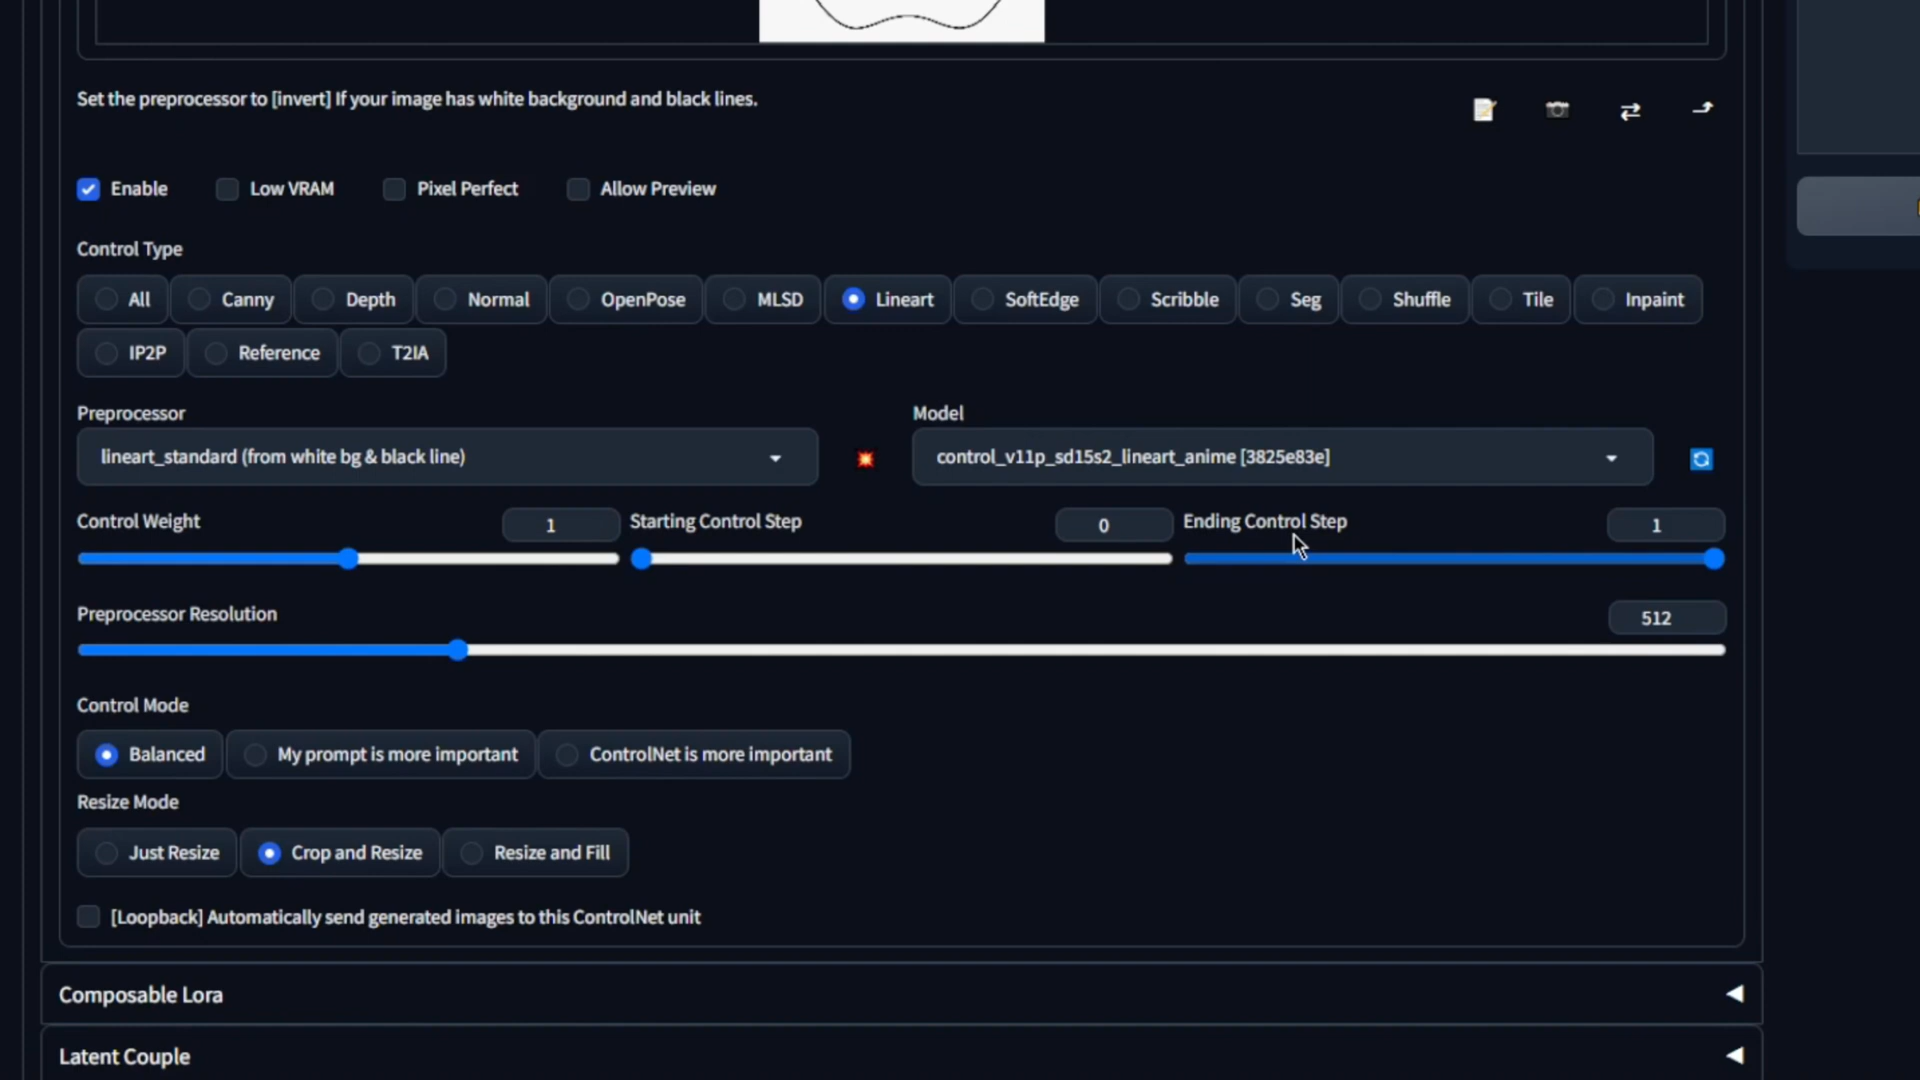 Set the preprocessor to [invert] If your image has white background and black lines.
Enable Low VRAM Pixel Perfect Allow Preview
Control Type
All Canny Depth Normal OpenPose MLSD Lineart SoftEdge Scribble Seg Shuffle Tile Inpaint
IP2P Reference T2IA
Preprocessor Model
lineart_standard (from white bg & black line) control_v11p_sd15s2_lineart_anime [3825e83e]
Control Weight 1 Starting Control Step 0 Ending Control Step 1
Preprocessor Resolution 512
Control Mode
Balanced My prompt is more important ControlNet is more important
Resize Mode
Just Resize Crop and Resize Resize and Fill
[Loopback] Automatically send generated images to this ControlNet unit
Composable Lora
Latent Couple